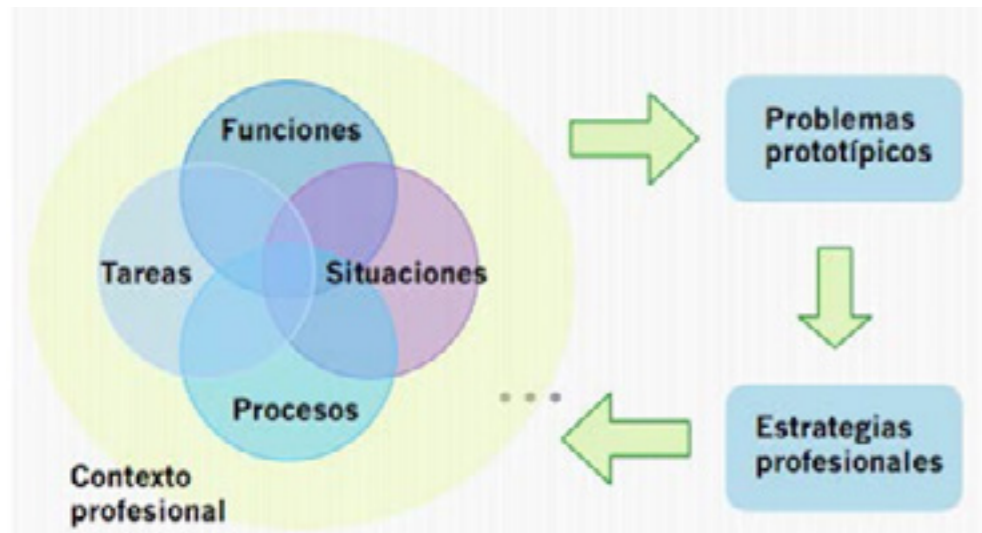 Funciones
Tareas
Situaciones
Procesos
Contexto
profesional
Problemas
prototípicos
Estrategias
profesionales